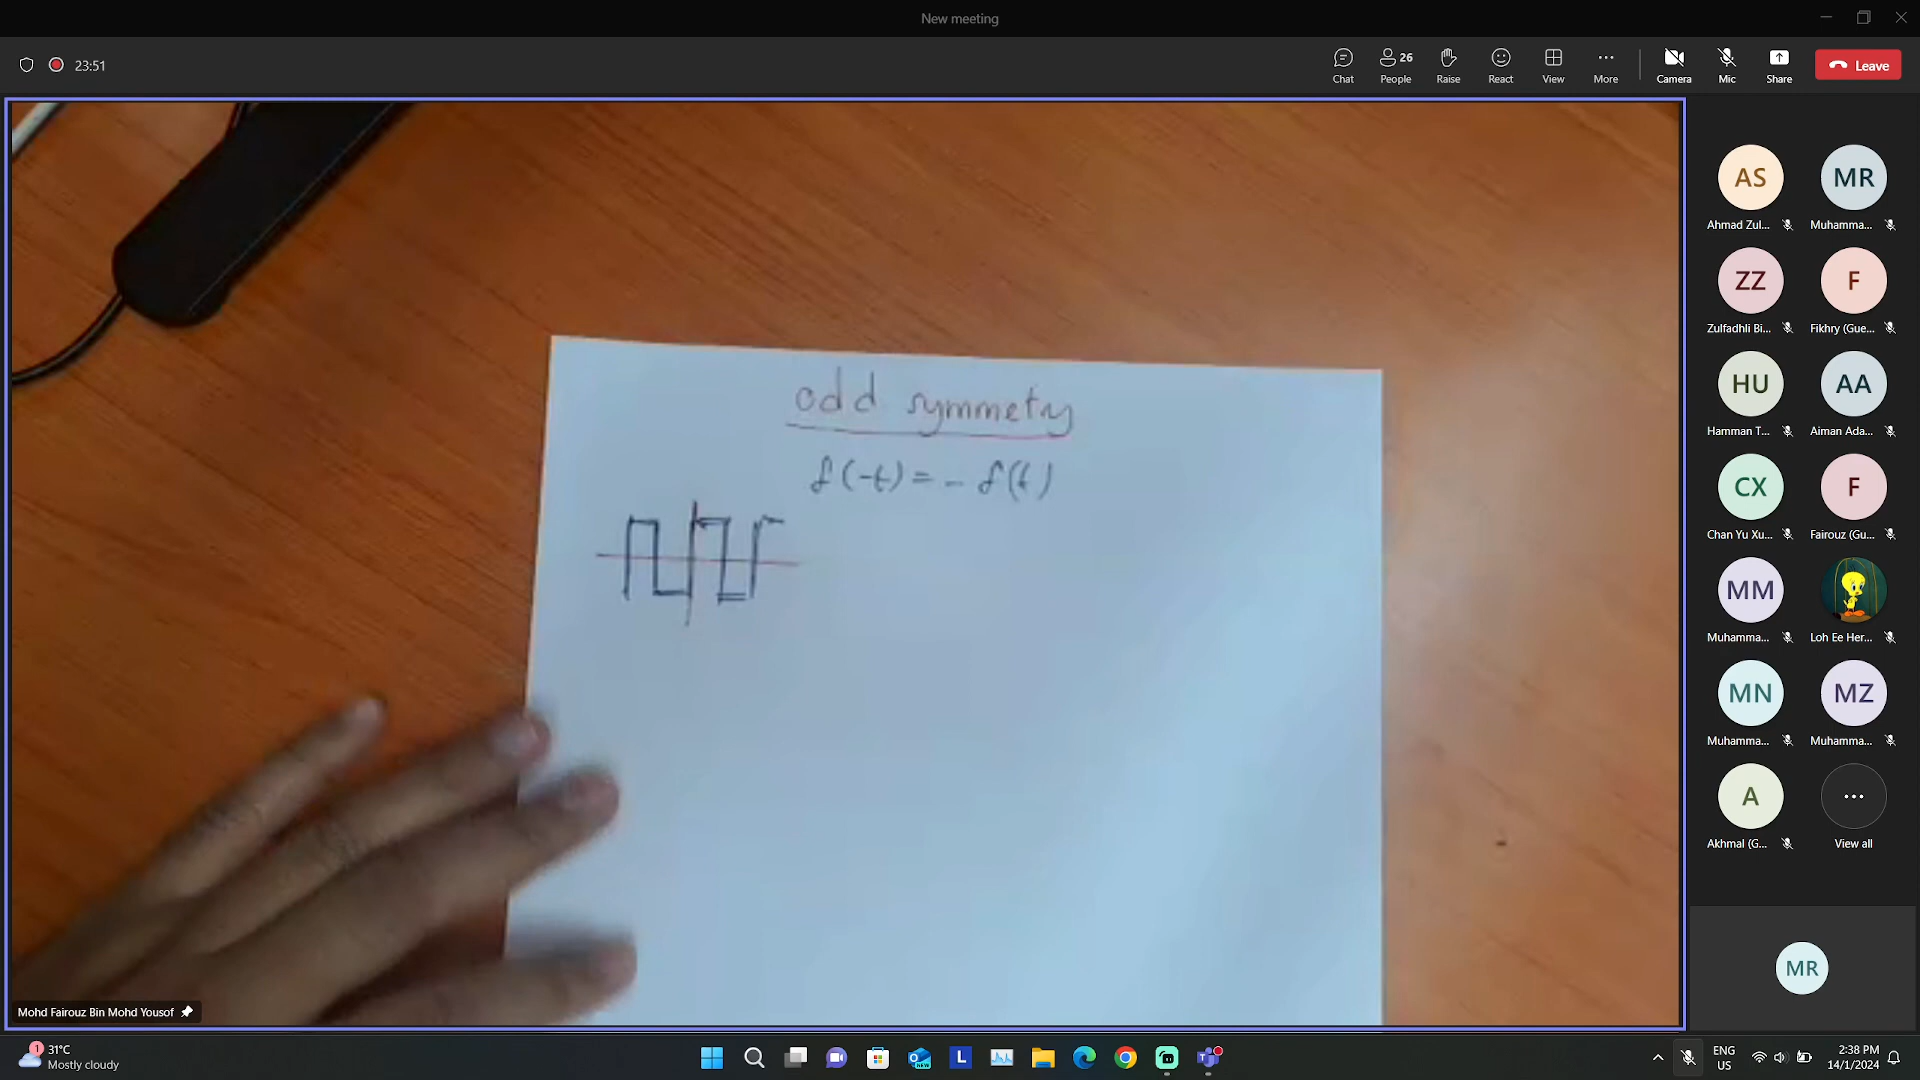 New meeting
23:51
Chat
People
26
Raise
React
View
More
Camera
Mic
Share
Leave
odd symmetry
f(-t) = - f(t)
AS
Ahmad Zul...
MR
Muhamma...
ZZ
Zulfadhli Bi...
F
Fikhry (Gue...
HU
Hamman T...
AA
Aiman Ada...
CX
Chan Yu Xu...
F
Fairouz (Gu...
MM
Muhamma...
Loh Ee Her...
MN
Muhamma...
MZ
Muhamma...
A
Akhmal (G...
...
View all
MR
Mohd Fairouz Bin Mohd Yousof
1
31°C
Mostly cloudy
NEW
L
ENG
US
2:38 PM
14/1/2024